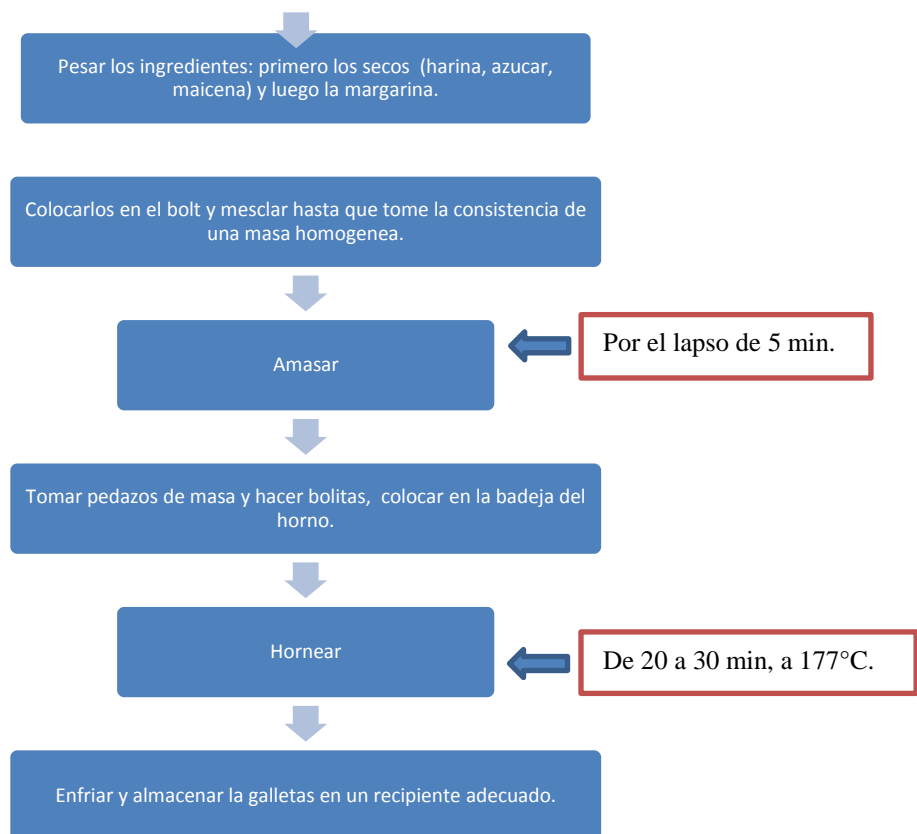 Pesar los ingredientes: primero los secos (harina, azucar,
maicena) y luego la margarina.
Colocarlos en el bolt y mesclar hasta que tome la consistencia de
una masa homogenea.
Amasar
Por el lapso de 5 min.
Tomar pedazos de masa y hacer bolitas, colocar en la badeja del
horno.
Hornear
De 20 a 30 min, a 177°C.
Enfriar y almacenar la galletas en un recipiente adecuado.